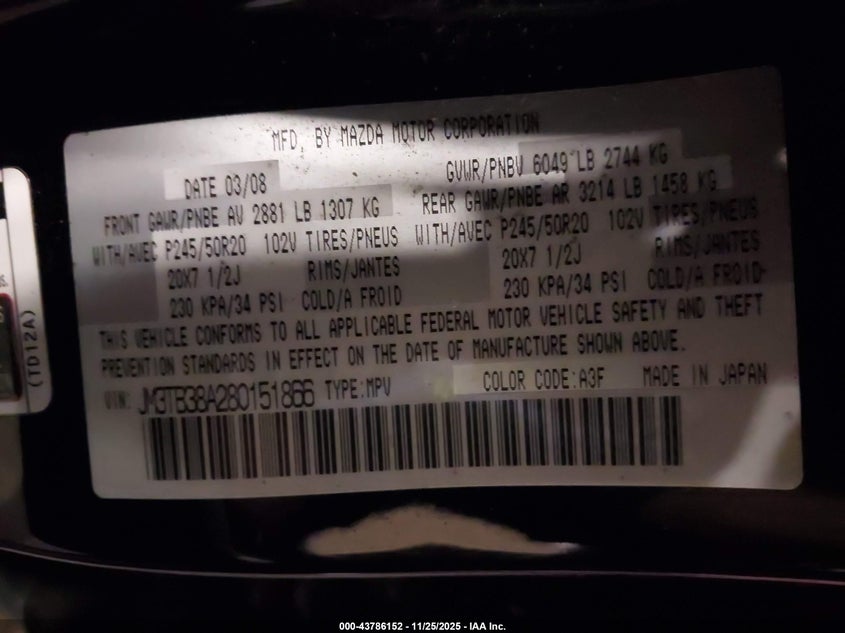 MFD. BY MAZDA MOTOR CORPORATION
DATE 03/08
GVWR/PNBV 6049 LB 2744 KG
FRONT GAWR/PNBE AV 2881 LB 1307 KG
REAR GAWR/PNBE AR 3214 LB 1458 KG
WITH/AVEC P245/50R20 102V TIRES/PNEUS
WITH/AVEC P245/50R20 102V TIRES/PNEUS
20X7 1/2J RIMS/JANTES
20X7 1/2J RIMS/JANTES
230 KPA/34 PSI COLD/A FROID
230 KPA/34 PSI COLD/A FROID
THIS VEHICLE CONFORMS TO ALL APPLICABLE FEDERAL MOTOR VEHICLE SAFETY AND THEFT
PREVENTION STANDARDS IN EFFECT ON THE DATE OF MANUFACTURE SHOWN ABOVE.
VIN: JM3TB38A280151866 TYPE:MPV COLOR CODE:A3F MADE IN JAPAN
(TD12A)
000-43786152 - 11/25/2025 - IAA Inc.